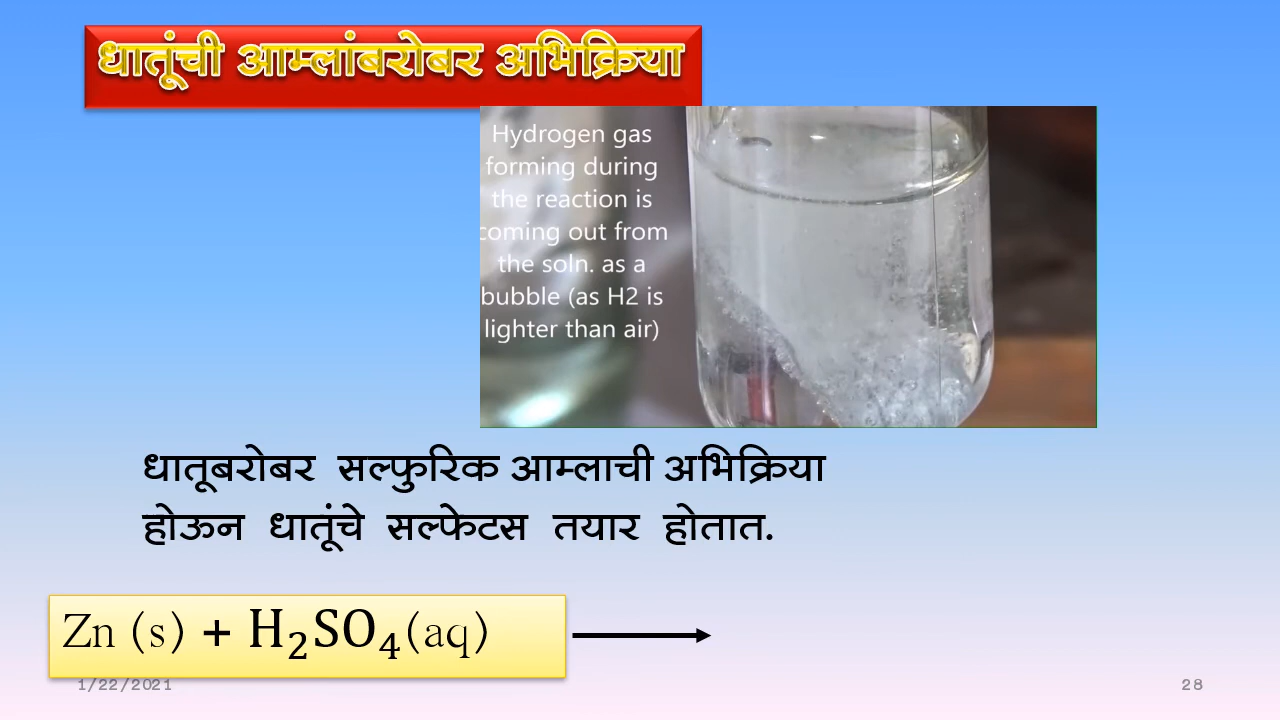 धातूंची आम्लांबरोबर अभिक्रिया
Hydrogen gas
forming during
the reaction is
coming out from
the soln. as a
bubble (as H2 is
lighter than air)
धातूबरोबर सल्फुरिक आम्लाची अभिक्रिया
होऊन धातूंचे सल्फेटस तयार होतात.
Zn (s) + H₂SO₄(aq)
1/22/2021
28